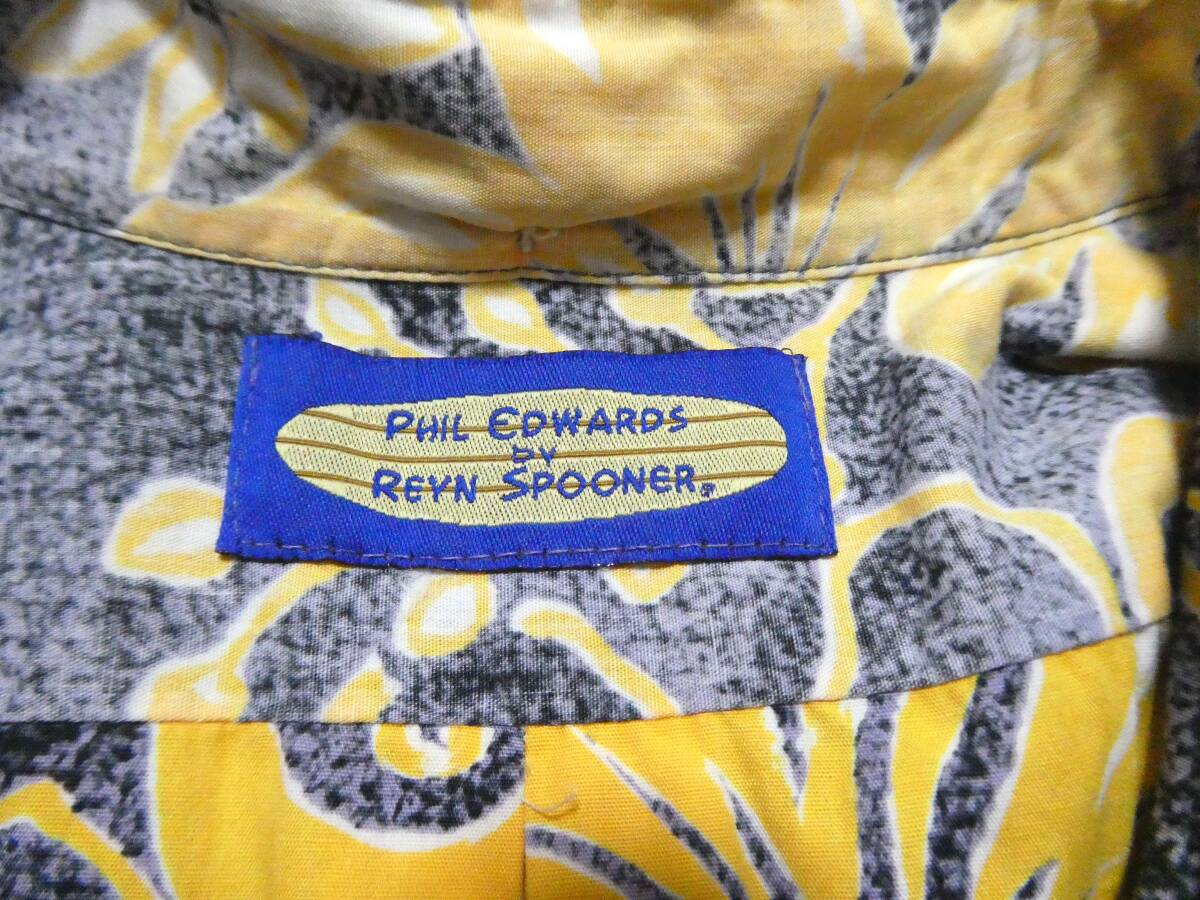 PHIL EDWARDS
BY
REYN SPOONER